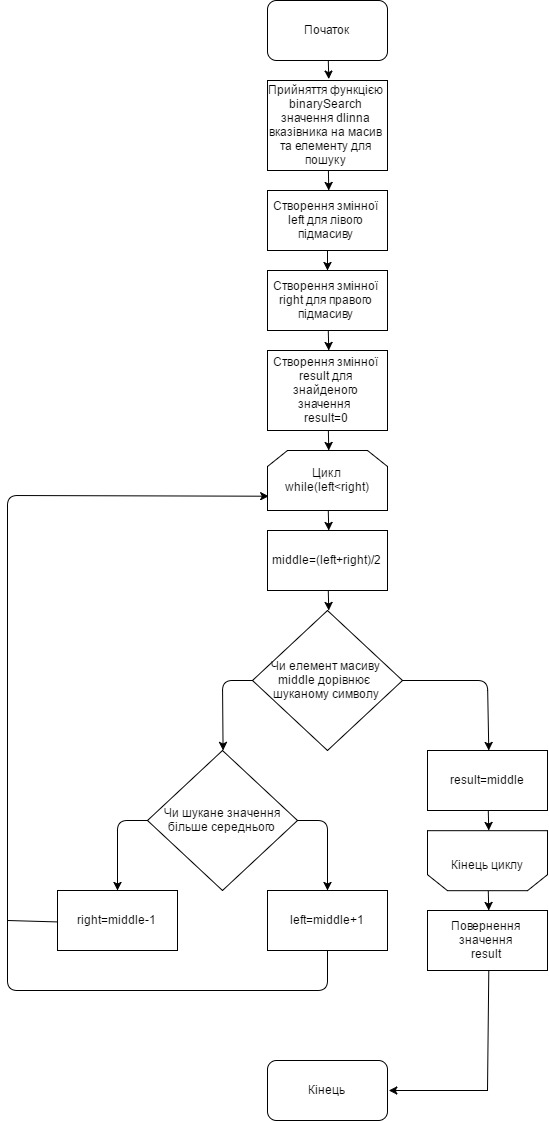 Початок
Прийняття функцією
binarySearch
значення dlinna
вказівника на масив
та елементу для
пошуку
Створення змінної
left для лівого
підмасиву
Створення змінної
right для правого
підмасиву
Створення змінної
result для
знайденого
значення
result=0
Цикл
while(left<right)
middle=(left+right)/2
Чи елемент масиву
middle дорівнює
шуканому символу
result=middle
Чи шукане значення
більше середнього
Кінець циклу
right=middle-1
left=middle+1
Повернення
значення
result
Кінець